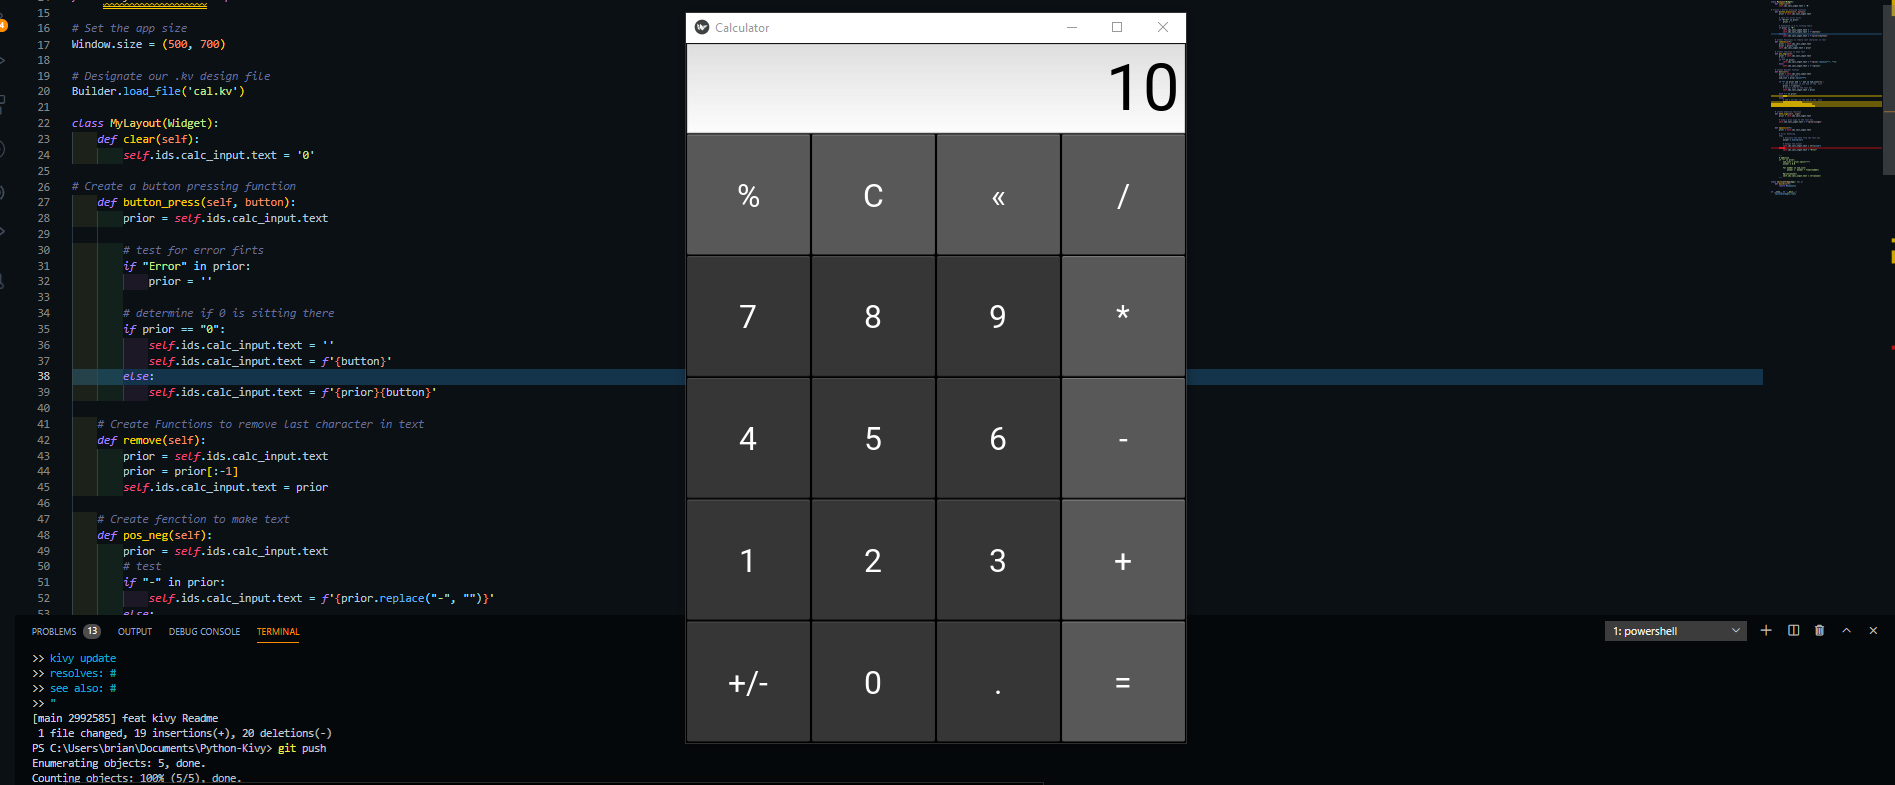 15
16 # Set the app size
17 Window.size = (500, 700)
18
19 # Designate our .kv design file
20 Builder.load_file('cal.kv')
21
22 class MyLayout(Widget):
23 def clear(self):
24 self.ids.calc_input.text = '0'
25
26 # Create a button pressing function
27 def button_press(self, button):
28 prior = self.ids.calc_input.text
29
30 # test for error firts
31 if "Error" in prior:
32 prior = ''
33
34 # determine if 0 is sitting there
35 if prior == "0":
36 self.ids.calc_input.text = ''
37 self.ids.calc_input.text = f'{button}'
38 else:
39 self.ids.calc_input.text = f'{prior}{button}'
40
41 # Create Functions to remove last character in text
42 def remove(self):
43 prior = self.ids.calc_input.text
44 prior = prior[:-1]
45 self.ids.calc_input.text = prior
46
47 # Create fenction to make text
48 def pos_neg(self):
49 prior = self.ids.calc_input.text
50 # test
51 if "-" in prior:
52 self.ids.calc_input.text = f'{prior.replace("-", "")}'
53 else:
Calculator
10
% C « /
7 8 9 *
4 5 6 -
1 2 3 +
+/- 0 . =
PROBLEMS 13 OUTPUT DEBUG CONSOLE TERMINAL
1: powershell
>> kivy update
>> resolves: #
>> see also: #
>> "
[main 2992585] feat kivy Readme
1 file changed, 19 insertions(+), 20 deletions(-)
PS C:\Users\brian\Documents\Python-Kivy> git push
Enumerating objects: 5, done.
Counting objects: 100% (5/5), done.